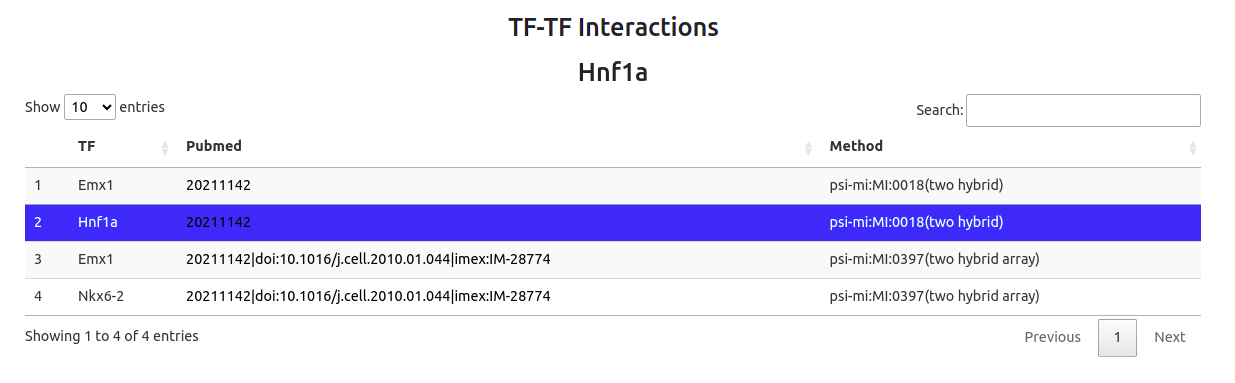 TF-TF Interactions
Hnf1a
Show 10 entries Search:
TF Pubmed Method
1 Emx1 20211142 psi-mi:MI:0018(two hybrid)
2 Hnf1a 20211142 psi-mi:MI:0018(two hybrid)
3 Emx1 20211142|doi:10.1016/j.cell.2010.01.044|imex:IM-28774 psi-mi:MI:0397(two hybrid array)
4 Nkx6-2 20211142|doi:10.1016/j.cell.2010.01.044|imex:IM-28774 psi-mi:MI:0397(two hybrid array)
Showing 1 to 4 of 4 entries Previous 1 Next